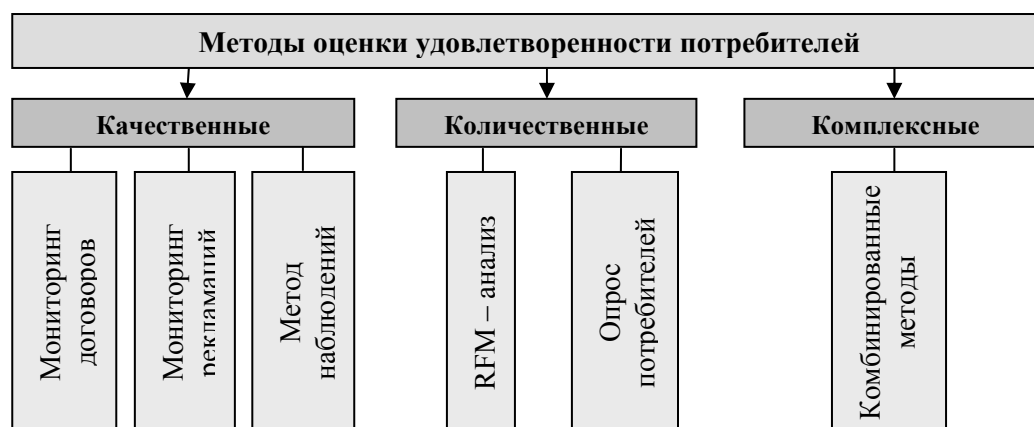 Методы оценки удовлетворенности потребителей
Качественные
Количественные
Комплексные
Мониторинг
договоров
Мониторинг
рекламаций
Метод
наблюдений
RFM – анализ
Опрос
потребителей
Комбинированные
методы